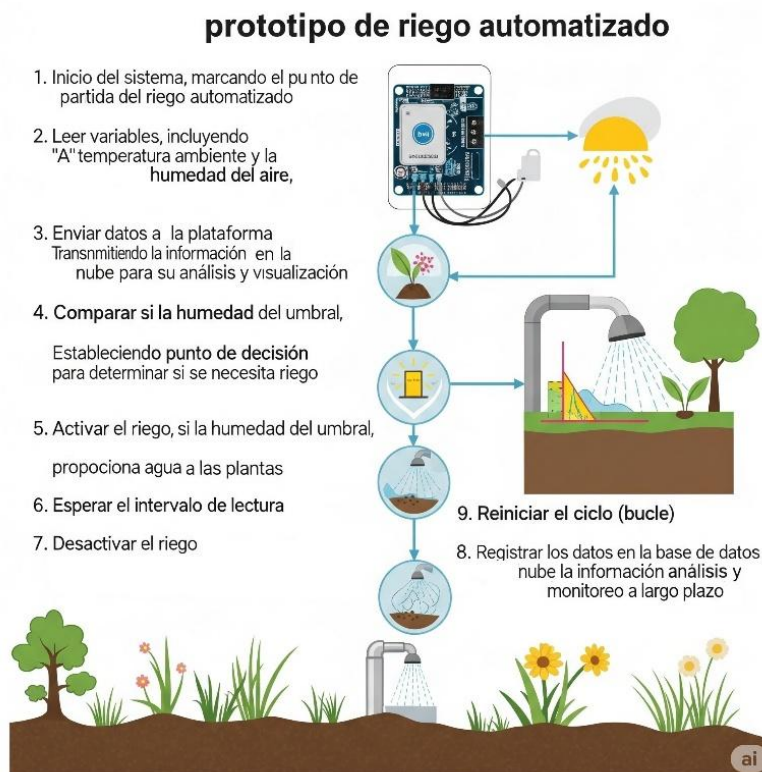 prototipo de riego automatizado
1. Inicio del sistema, marcando el punto de
partida del riego automatizado
2. Leer variables, incluyendo
"A" temperatura ambiente y la
humedad del aire,
3. Enviar datos a la plataforma
Transnmitiendo la información en la
nube para su análisis y visualización
4. Comparar si la humedad del umbral,
Estableciendo punto de decisión
para determinar si se necesita riego
5. Activar el riego, si la humedad del umbral,
propociona agua a las plantas
6. Esperar el intervalo de lectura
7. Desactivar el riego
9. Reiniciar el ciclo (bucle)
8. Registrar los datos en la base de datos
nube la infornación análisis y
monitoreo a largo plazo
ai